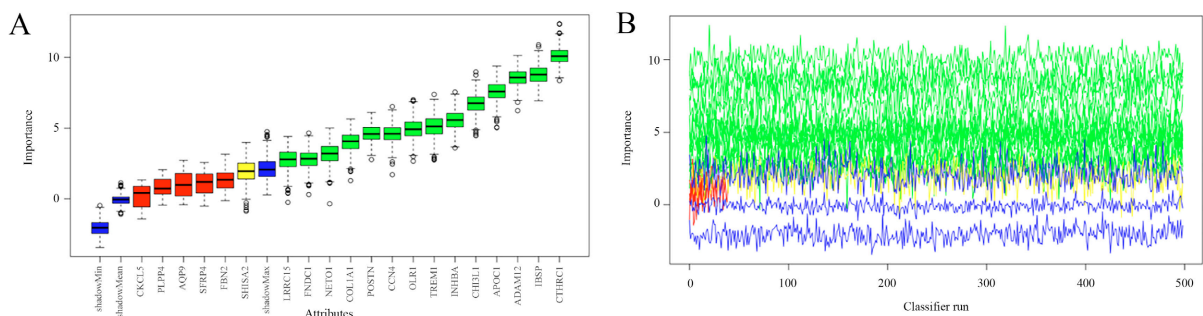 A
Importance
10
5
0
shadowMin
shadowMean
CKCL5
PLPP4
AQP9
SFRP4
FBN2
SHISA2
shadowMax
LRRC15
FNDC1
NETO1
COL1A1
POSTN
CCN4
OLR1
TREM1
INHBA
CHI3L1
APOC1
ADAM12
IBSP
CTHRC1
Attributes
B
Importance
10
5
0
0
100
200
300
400
500
Classifier run